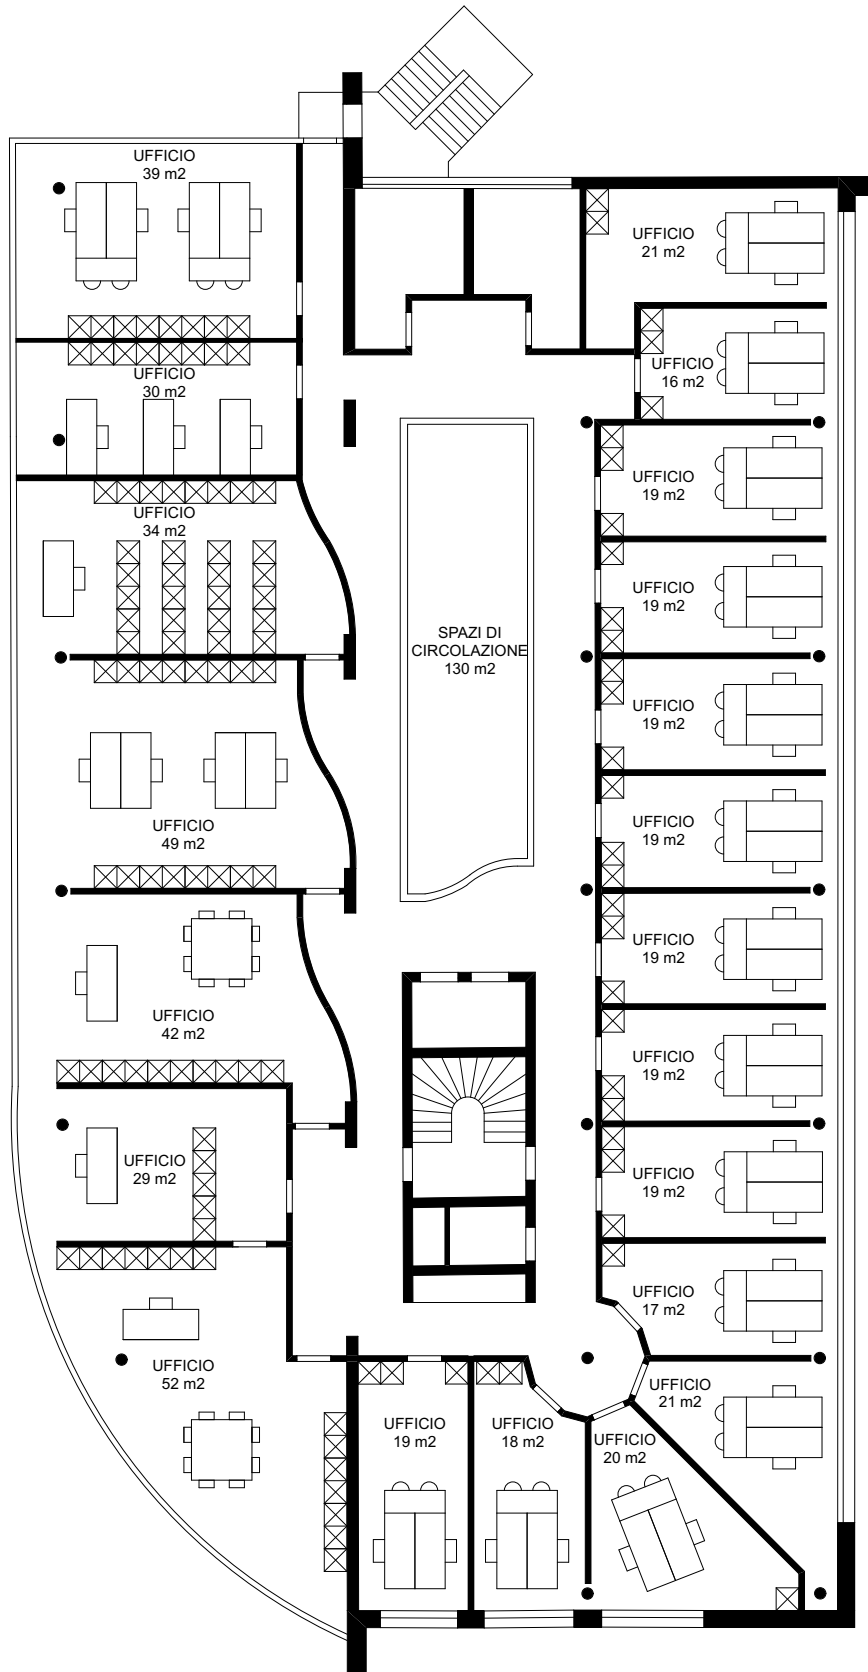 UFFICIO
39 m2
UFFICIO
30 m2
UFFICIO
34 m2
UFFICIO
49 m2
UFFICIO
42 m2
UFFICIO
29 m2
UFFICIO
52 m2
SPAZI DI
CIRCOLAZIONE
130 m2
UFFICIO
21 m2
UFFICIO
16 m2
UFFICIO
19 m2
UFFICIO
19 m2
UFFICIO
19 m2
UFFICIO
19 m2
UFFICIO
19 m2
UFFICIO
19 m2
UFFICIO
19 m2
UFFICIO
17 m2
UFFICIO
21 m2
UFFICIO
19 m2
UFFICIO
18 m2
UFFICIO
20 m2